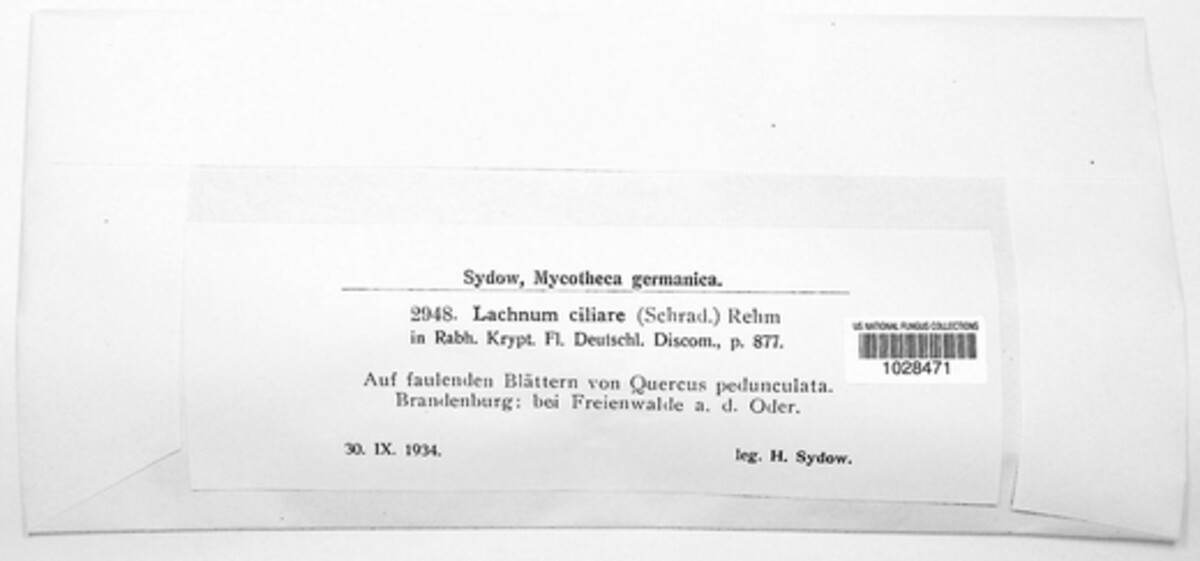 Sydow, Mycotheca germanica.
2948. Lachnum ciliare (Schrad.) Rehm
in Rabh. Krypt. Fl. Deutschl. Discom., p. 877.
US NATIONAL FUNGUS COLLECTIONS
1028471
Auf faulenden Blättern von Quercus pedunculata.
Brandenburg: bei Freienwalde a. d. Oder.
30. IX. 1934.
leg. H. Sydow.